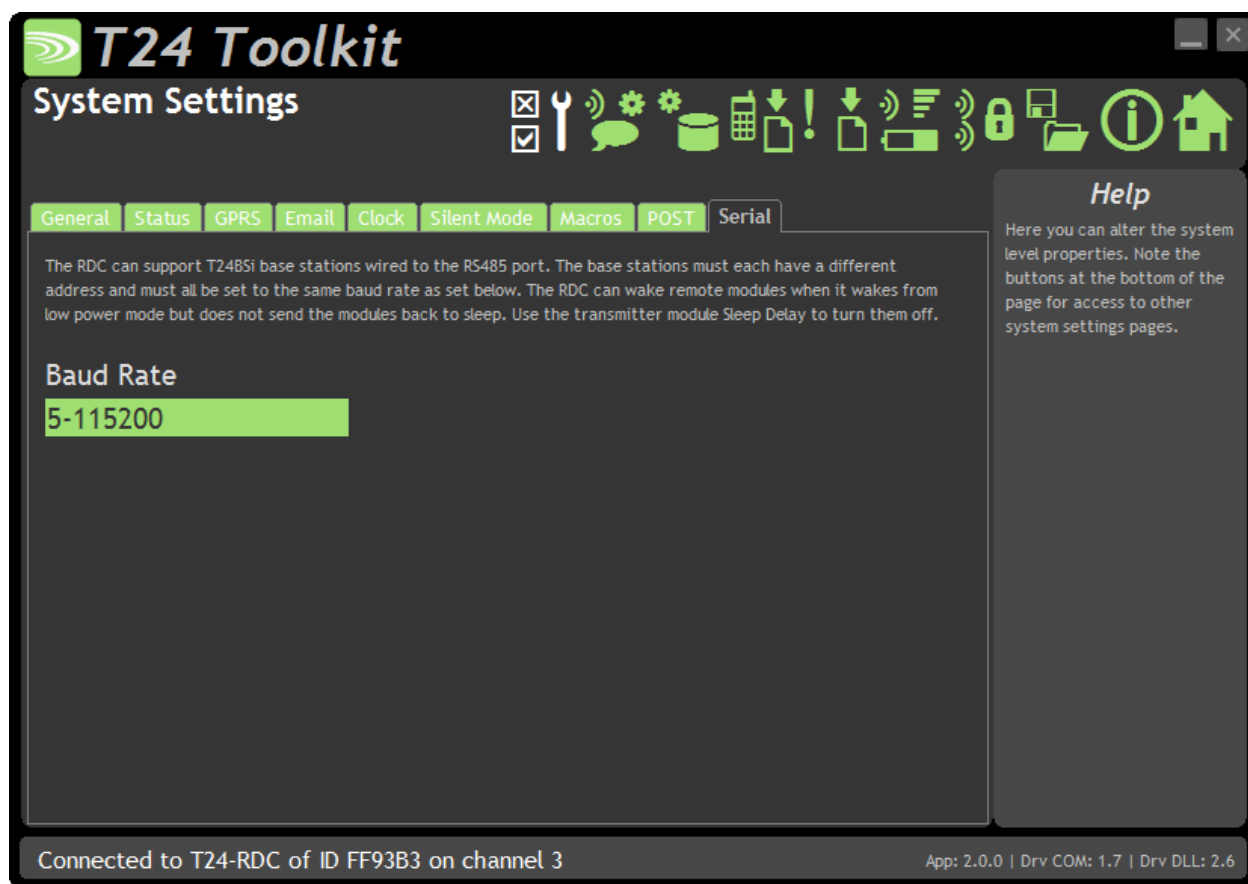 T24 Toolkit
System Settings
General Status GPRS Email Clock Silent Mode Macros POST Serial
The RDC can support T24BSi base stations wired to the RS485 port. The base stations must each have a different
address and must all be set to the same baud rate as set below. The RDC can wake remote modules when it wakes from
low power mode but does not send the modules back to sleep. Use the transmitter module Sleep Delay to turn them off.
Baud Rate
5-115200
Help
Here you can alter the system
level properties. Note the
buttons at the bottom of the
page for access to other
system settings pages.
Connected to T24-RDC of ID FF93B3 on channel 3
App: 2.0.0 | Drv COM: 1.7 | Drv DLL: 2.6